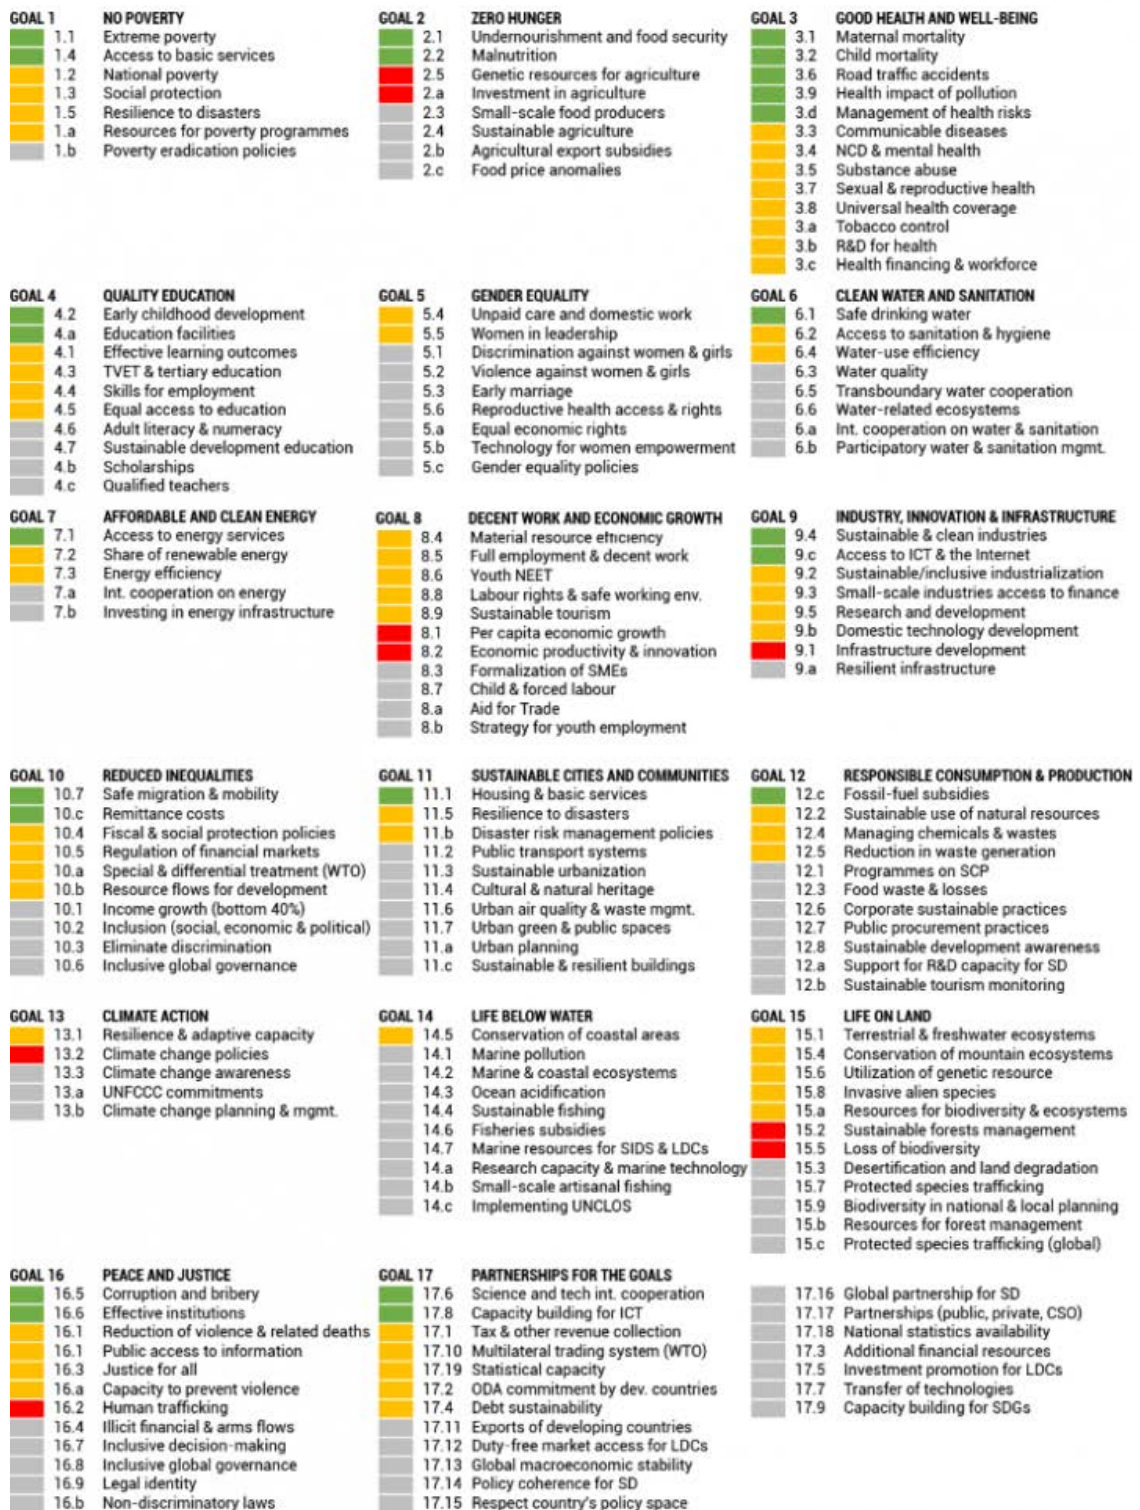 GOAL 1 NO POVERTY
1.1 Extreme poverty
1.4 Access to basic services
1.2 National poverty
1.3 Social protection
1.5 Resilience to disasters
1.a Resources for poverty programmes
1.b Poverty eradication policies
GOAL 2 ZERO HUNGER
2.1 Undernourishment and food security
2.2 Malnutrition
2.5 Genetic resources for agriculture
2.a Investment in agriculture
2.3 Small-scale food producers
2.4 Sustainable agriculture
2.b Agricultural export subsidies
2.c Food price anomalies
GOAL 3 GOOD HEALTH AND WELL-BEING
3.1 Maternal mortality
3.2 Child mortality
3.6 Road traffic accidents
3.9 Health impact of pollution
3.d Management of health risks
3.3 Communicable diseases
3.4 NCD & mental health
3.5 Substance abuse
3.7 Sexual & reproductive health
3.8 Universal health coverage
3.a Tobacco control
3.b R&D for health
3.c Health financing & workforce
GOAL 4 QUALITY EDUCATION
4.2 Early childhood development
4.a Education facilities
4.1 Effective learning outcomes
4.3 TVET & tertiary education
4.4 Skills for employment
4.5 Equal access to education
4.6 Adult literacy & numeracy
4.7 Sustainable development education
4.b Scholarships
4.c Qualified teachers
GOAL 5 GENDER EQUALITY
5.4 Unpaid care and domestic work
5.5 Women in leadership
5.1 Discrimination against women & girls
5.2 Violence against women & girls
5.3 Early marriage
5.6 Reproductive health access & rights
5.a Equal economic rights
5.b Technology for women empowerment
5.c Gender equality policies
GOAL 6 CLEAN WATER AND SANITATION
6.1 Safe drinking water
6.2 Access to sanitation & hygiene
6.4 Water-use efficiency
6.3 Water quality
6.5 Transboundary water cooperation
6.6 Water-related ecosystems
6.a Int. cooperation on water & sanitation
6.b Participatory water & sanitation mgmt.
GOAL 7 AFFORDABLE AND CLEAN ENERGY
7.1 Access to energy services
7.2 Share of renewable energy
7.3 Energy efficiency
7.a Int. cooperation on energy
7.b Investing in energy infrastructure
GOAL 8 DECENT WORK AND ECONOMIC GROWTH
8.4 Material resource efficiency
8.5 Full employment & decent work
8.6 Youth NEET
8.8 Labour rights & safe working env.
8.9 Sustainable tourism
8.1 Per capita economic growth
8.2 Economic productivity & innovation
8.3 Formalization of SMEs
8.7 Child & forced labour
8.a Aid for Trade
8.b Strategy for youth employment
GOAL 9 INDUSTRY, INNOVATION & INFRASTRUCTURE
9.4 Sustainable & clean industries
9.c Access to ICT & the Internet
9.2 Sustainable/inclusive industrialization
9.3 Small-scale industries access to finance
9.5 Research and development
9.b Domestic technology development
9.1 Infrastructure development
9.a Resilient infrastructure
GOAL 10 REDUCED INEQUALITIES
10.7 Safe migration & mobility
10.c Remittance costs
10.4 Fiscal & social protection policies
10.5 Regulation of financial markets
10.a Special & differential treatment (WTO)
10.b Resource flows for development
10.1 Income growth (bottom 40%)
10.2 Inclusion (social, economic & political)
10.3 Eliminate discrimination
10.6 Inclusive global governance
GOAL 11 SUSTAINABLE CITIES AND COMMUNITIES
11.1 Housing & basic services
11.5 Resilience to disasters
11.b Disaster risk management policies
11.2 Public transport systems
11.3 Sustainable urbanization
11.4 Cultural & natural heritage
11.6 Urban air quality & waste mgmt.
11.7 Urban green & public spaces
11.a Urban planning
11.c Sustainable & resilient buildings
GOAL 12 RESPONSIBLE CONSUMPTION & PRODUCTION
12.c Fossil-fuel subsidies
12.2 Sustainable use of natural resources
12.4 Managing chemicals & wastes
12.5 Reduction in waste generation
12.1 Programmes on SCP
12.3 Food waste & losses
12.6 Corporate sustainable practices
12.7 Public procurement practices
12.8 Sustainable development awareness
12.a Support for R&D capacity for SD
12.b Sustainable tourism monitoring
GOAL 13 CLIMATE ACTION
13.1 Resilience & adaptive capacity
13.2 Climate change policies
13.3 Climate change awareness
13.a UNFCCC commitments
13.b Climate change planning & mgmt.
GOAL 14 LIFE BELOW WATER
14.5 Conservation of coastal areas
14.1 Marine pollution
14.2 Marine & coastal ecosystems
14.3 Ocean acidification
14.4 Sustainable fishing
14.6 Fisheries subsidies
14.7 Marine resources for SIDS & LDCs
14.a Research capacity & marine technology
14.b Small-scale artisanal fishing
14.c Implementing UNCLOS
GOAL 15 LIFE ON LAND
15.1 Terrestrial & freshwater ecosystems
15.4 Conservation of mountain ecosystems
15.6 Utilization of genetic resource
15.8 Invasive alien species
15.a Resources for biodiversity & ecosystems
15.2 Sustainable forests management
15.5 Loss of biodiversity
15.3 Desertification and land degradation
15.7 Protected species trafficking
15.9 Biodiversity in national & local planning
15.b Resources for forest management
15.c Protected species trafficking (global)
GOAL 16 PEACE AND JUSTICE
16.5 Corruption and bribery
16.6 Effective institutions
16.1 Reduction of violence & related deaths
16.1 Public access to information
16.3 Justice for all
16.a Capacity to prevent violence
16.2 Human trafficking
16.4 Illicit financial & arms flows
16.7 Inclusive decision-making
16.8 Inclusive global governance
16.9 Legal identity
16.b Non-discriminatory laws
GOAL 17 PARTNERSHIPS FOR THE GOALS
17.6 Science and tech int. cooperation
17.8 Capacity building for ICT
17.1 Tax & other revenue collection
17.10 Multilateral trading system (WTO)
17.19 Statistical capacity
17.2 ODA commitment by dev. countries
17.4 Debt sustainability
17.11 Exports of developing countries
17.12 Duty-free market access for LDCs
17.13 Global macroeconomic stability
17.14 Policy coherence for SD
17.15 Respect country's policy space
17.16 Global partnership for SD
17.17 Partnerships (public, private, CSO)
17.18 National statistics availability
17.3 Additional financial resources
17.5 Investment promotion for LDCs
17.7 Transfer of technologies
17.9 Capacity building for SDGs